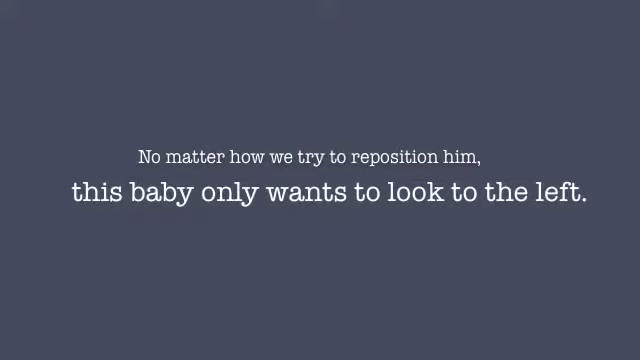 No matter how we try to reposition him,
this baby only wants to look to the left.